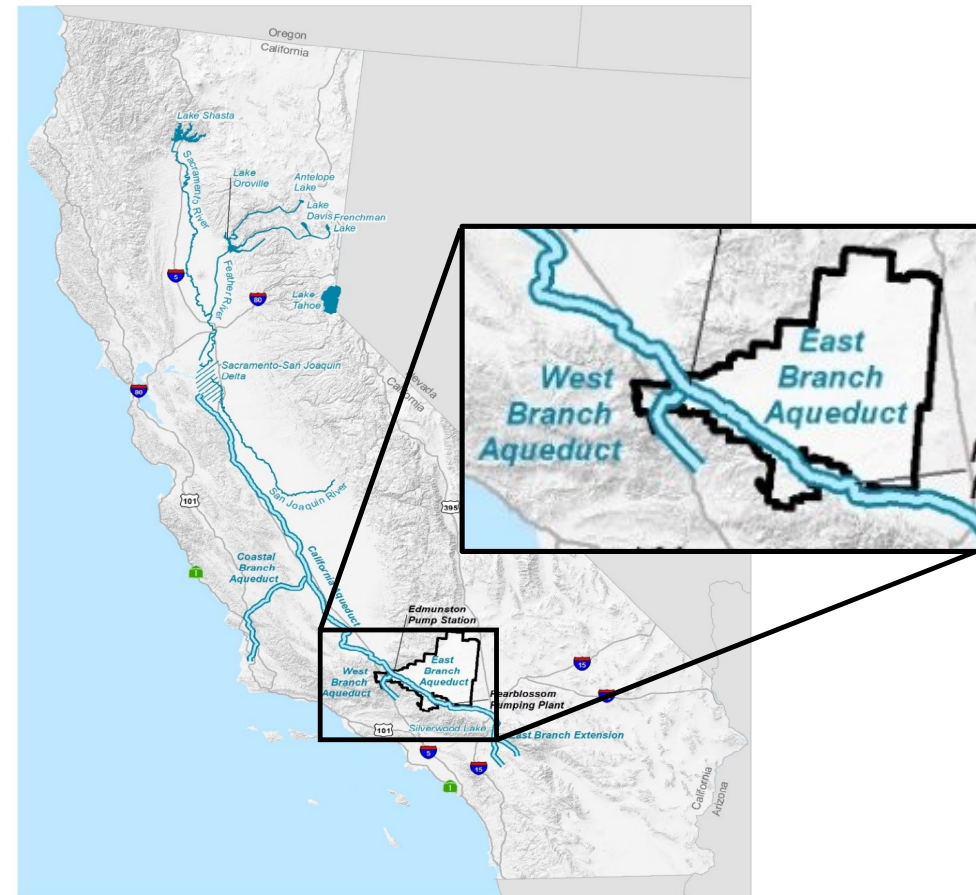 Oregon
California
Lake Shasta
Sacramento River
Lake
Oroville
Antelope
Lake
Lake
Davis
Frenchman
Lake
Feather River
5
80
Lake
Tahoe
Sacramento-San Joaquin
Delta
Nevada
California
80
San Joaquin River
101
395
Coastal
Branch
Aqueduct
California Aqueduct
1
Edmunston
Pump Station
West
Branch
Aqueduct
East
Branch
Aqueduct
Pearblossom
Pumping Plant
15
101
Silverwood Lake
East Branch Extension
5
15
1
California
Arizona
West
Branch
Aqueduct
East
Branch
Aqueduct